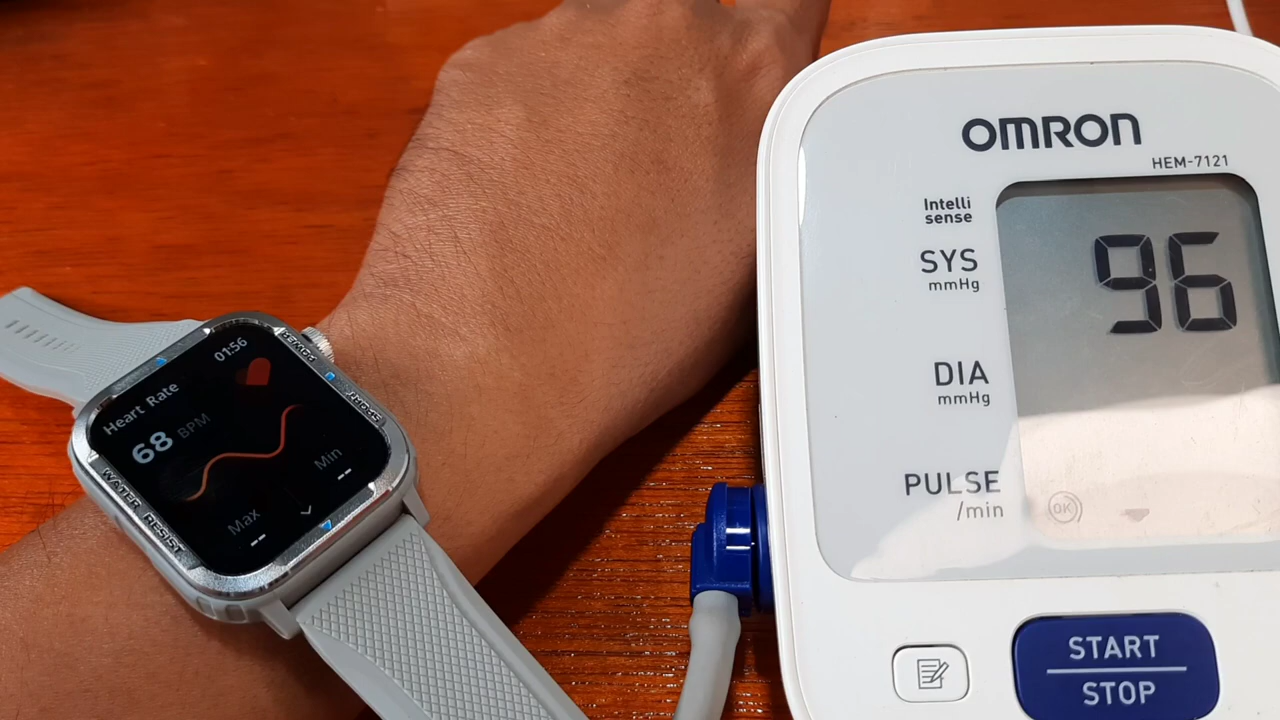 01:56
Heart Rate
68 BPM
Min
--
Max
--
POWER
SPORT
WATER RESIST
OMRON
HEM-7121
Intelli
sense
SYS
mmHg
96
DIA
mmHg
PULSE
/min
OK
START
STOP